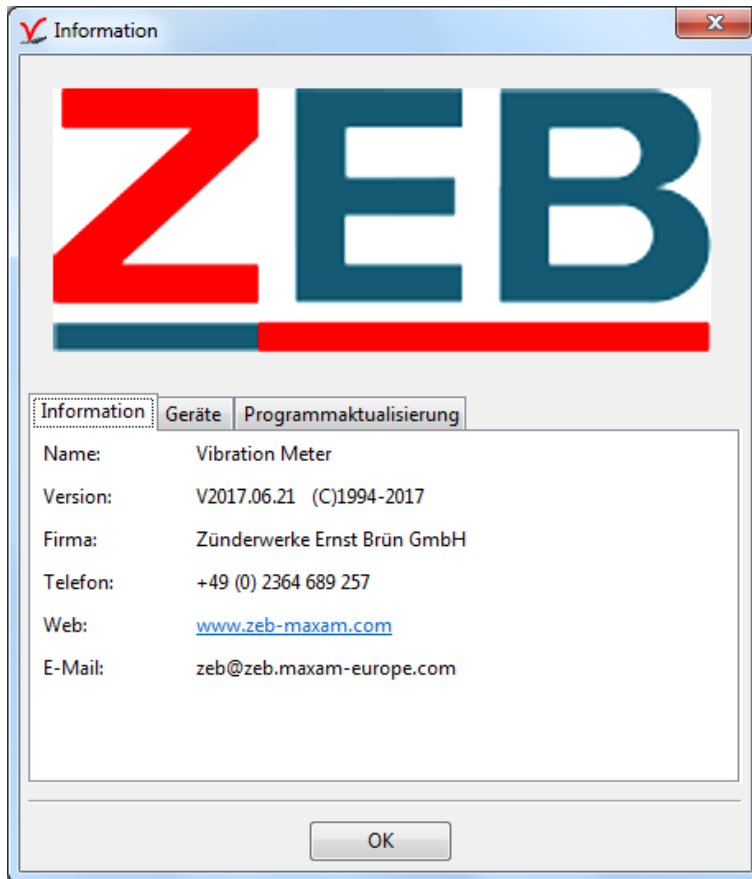 Information
ZEB
Information Geräte Programmaktualisierung
Name: Vibration Meter
Version: V2017.06.21 (C)1994-2017
Firma: Zünderwerke Ernst Brün GmbH
Telefon: +49 (0) 2364 689 257
Web: www.zeb-maxam.com
E-Mail: zeb@zeb.maxam-europe.com
OK